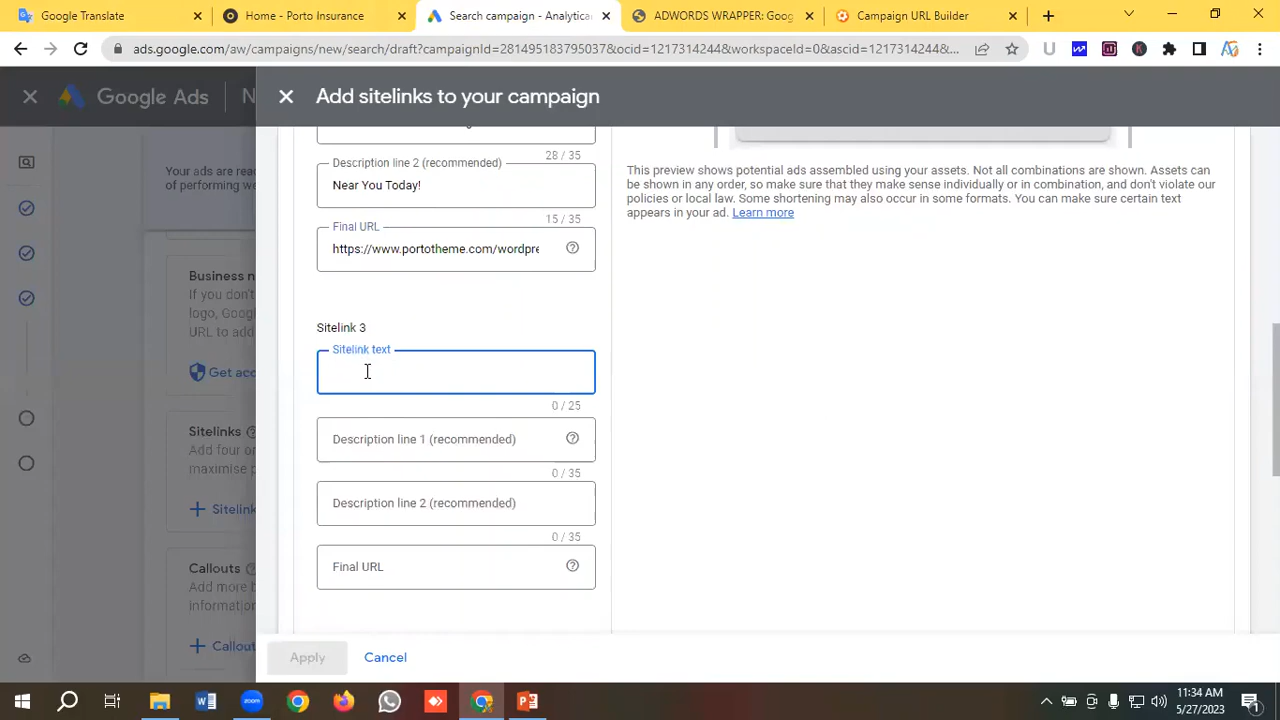 Google Translate
Home - Porto Insurance
Search campaign - Analytica
ADWORDS WRAPPER: Goog
Campaign URL Builder
ads.google.com/aw/campaigns/new/search/draft?campaignId=281495183795037&ocid=12173142448&workspaceId=0&ascid=1217314244&...
Google Ads
N
Add sitelinks to your campaign
Your ads are rea
of performing we
28 / 35
Description line 2 (recommended)
Near You Today!
15 / 35
Final URL
https://www.portotheme.com/wordpre
This preview shows potential ads assembled using your assets. Not all combinations are shown. Assets can
be shown in any order, so make sure that they make sense individually or in combination, and don't violate our
policies or local law. Some shortening may also occur in some formats. You can make sure certain text
appears in your ad. Learn more
Business n
If you don't
logo, Goog
URL to add
Get acc
Sitelinks
Add four or
maximise p
Sitelink
Callouts
Add more b
information
Callout
Sitelink 3
Sitelink text
0 / 25
Description line 1 (recommended)
0 / 35
Description line 2 (recommended)
0 / 35
Final URL
Apply
Cancel
11:34 AM
5/27/2023